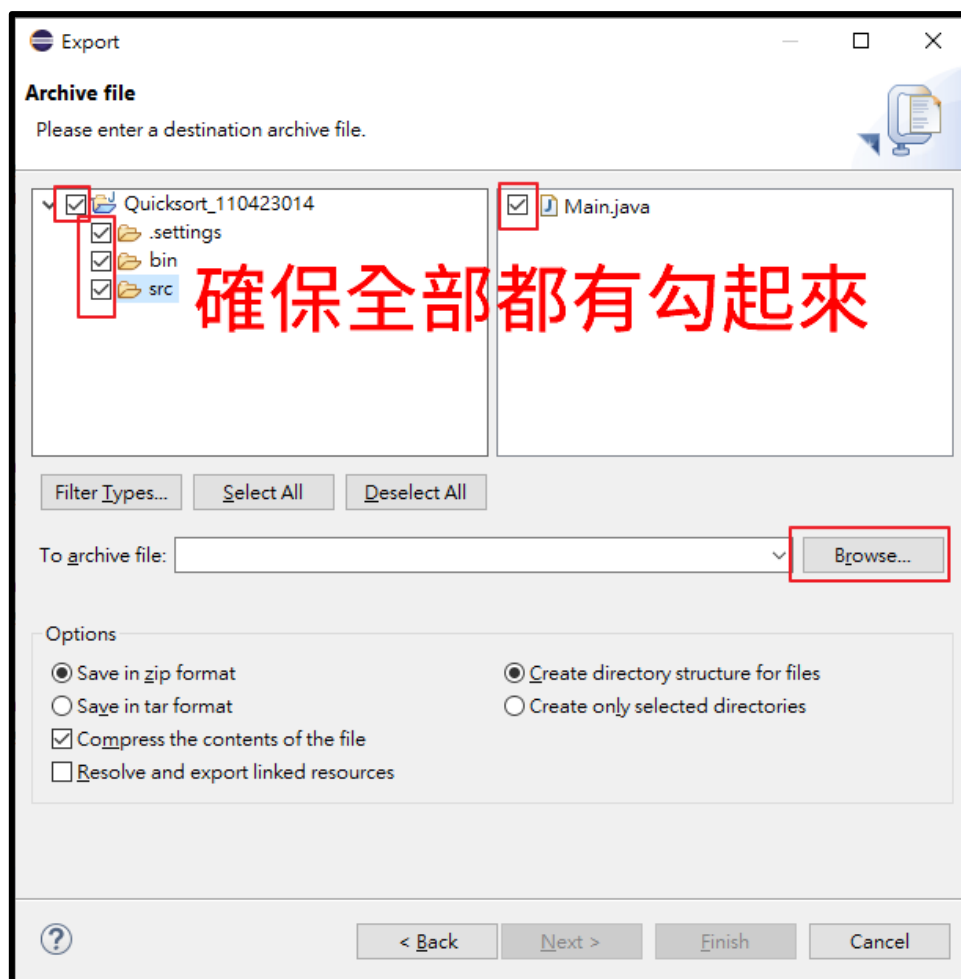 Export
Archive file
Please enter a destination archive file.
Quicksort_110423014
.settings
bin
src
Main.java
確保全部都有勾起來
Filter Types...
Select All
Deselect All
To archive file:
Browse...
Options
Save in zip format
Save in tar format
Compress the contents of the file
Resolve and export linked resources
Create directory structure for files
Create only selected directories
?
< Back
Next >
Finish
Cancel